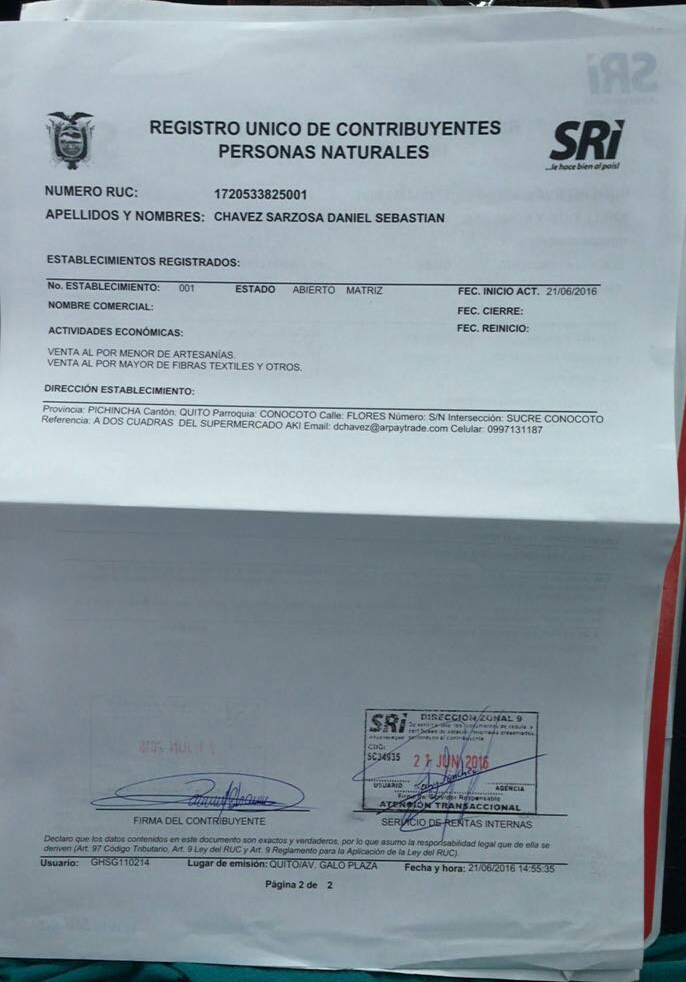 REGISTRO UNICO DE CONTRIBUYENTES
PERSONAS NATURALES
SRi
...le hace bien al país!
NUMERO RUC: 1720533825001
APELLIDOS Y NOMBRES: CHAVEZ SARZOSA DANIEL SEBASTIAN
ESTABLECIMIENTOS REGISTRADOS:
No. ESTABLECIMIENTO: 001 ESTADO ABIERTO MATRIZ FEC. INICIO ACT. 21/06/2016
NOMBRE COMERCIAL: FEC. CIERRE:
ACTIVIDADES ECONÓMICAS: FEC. REINICIO:
VENTA AL POR MENOR DE ARTESANÍAS.
VENTA AL POR MAYOR DE FIBRAS TEXTILES Y OTROS.
DIRECCIÓN ESTABLECIMIENTO:
Provincia: PICHINCHA Cantón: QUITO Parroquia: CONOCOTO Calle: FLORES Número: S/N Intersección: SUCRE CONOCOTO
Referencia: A DOS CUADRAS DEL SUPERMERCADO AKI Email: dchavez@arpaytrade.com Celular: 0997131187
SRi DIRECCION ZONAL 9
SC34935
21 JUN 2016
USUARIO AGENCIA
Firma del Servidor Responsable
ATENCIÓN TRANSACCIONAL
FIRMA DEL CONTRIBUYENTE SERVICIO DE RENTAS INTERNAS
Declaro que los datos contenidos en este documento son exactos y verdaderos, por lo que asumo la responsabilidad legal que de ella se
deriven (Art. 97 Código Tributario, Art. 9 Ley del RUC y Art. 9 Reglamento para la Aplicación de la Ley del RUC).
Usuario: GHSG110214 Lugar de emisión: QUITO/AV. GALO PLAZA Fecha y hora: 21/06/2016 14:55:35
Página 2 de 2